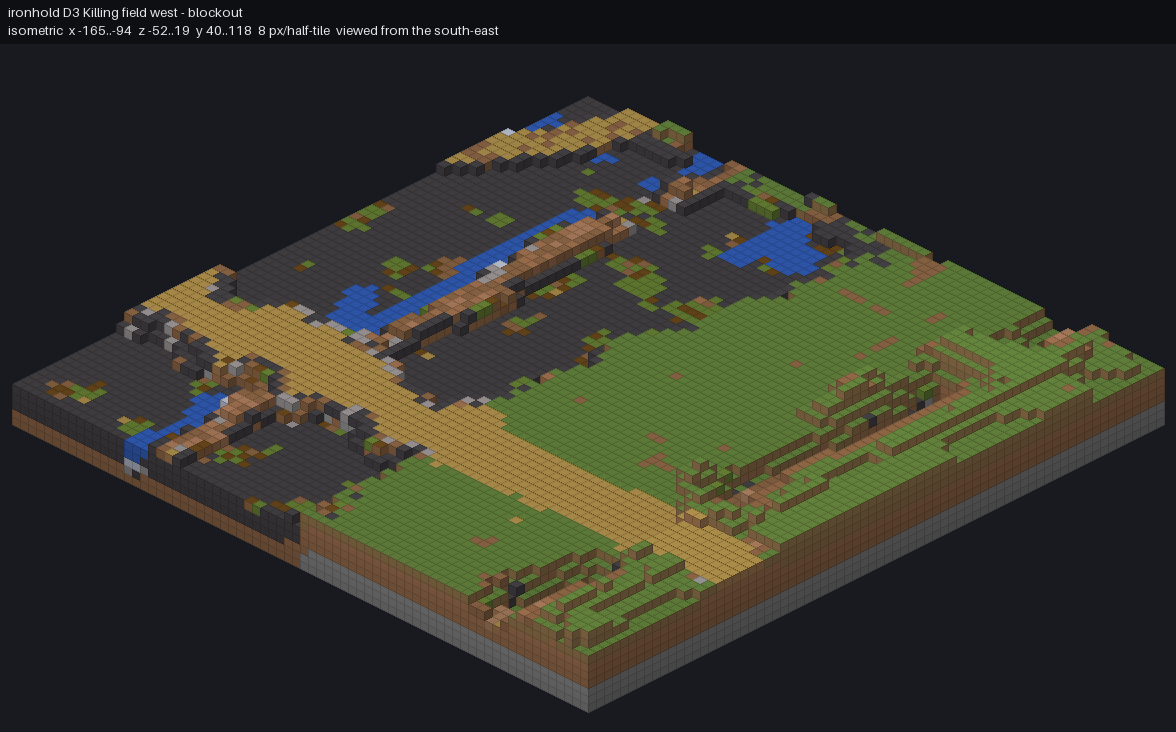 ironhold D3 Killing field west - blockout
isometric  x -165..-94  z -52..19  y 40..118  8 px/half-tile  viewed from the south-east